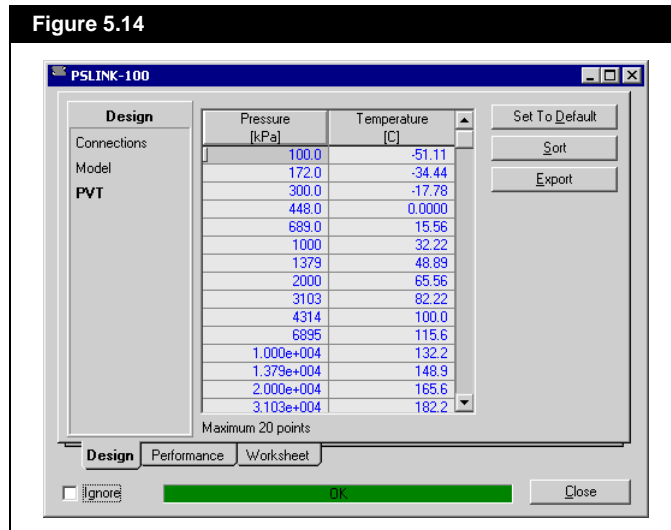 Figure 5.14
PSLINK-100
Design
Connections
Model
PVT
Pressure [kPa] Temperature [C]
100.0 -51.11
172.0 -34.44
300.0 -17.78
448.0 0.0000
689.0 15.56
1000 32.22
1379 48.89
2000 65.56
3103 82.22
4314 100.0
6895 115.6
1.000e+004 132.2
1.379e+004 148.9
2.000e+004 165.6
3.103e+004 182.2
Maximum 20 points
Set To Default
Sort
Export
Design Performance Worksheet
Ignore OK Close